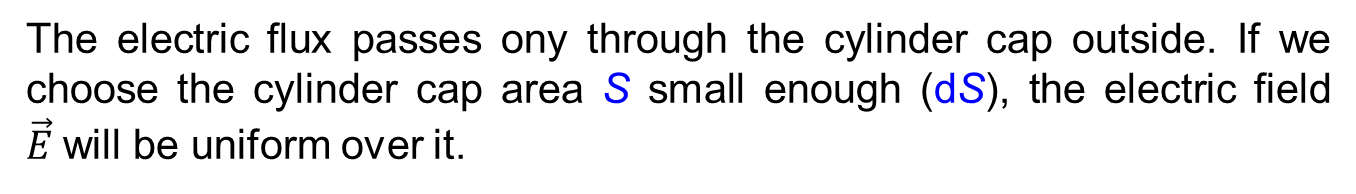 The electric flux passes ony through the cylinder cap outside. If we
choose the cylinder cap area S small enough (dS), the electric field
$\vec{E}$ will be uniform over it.